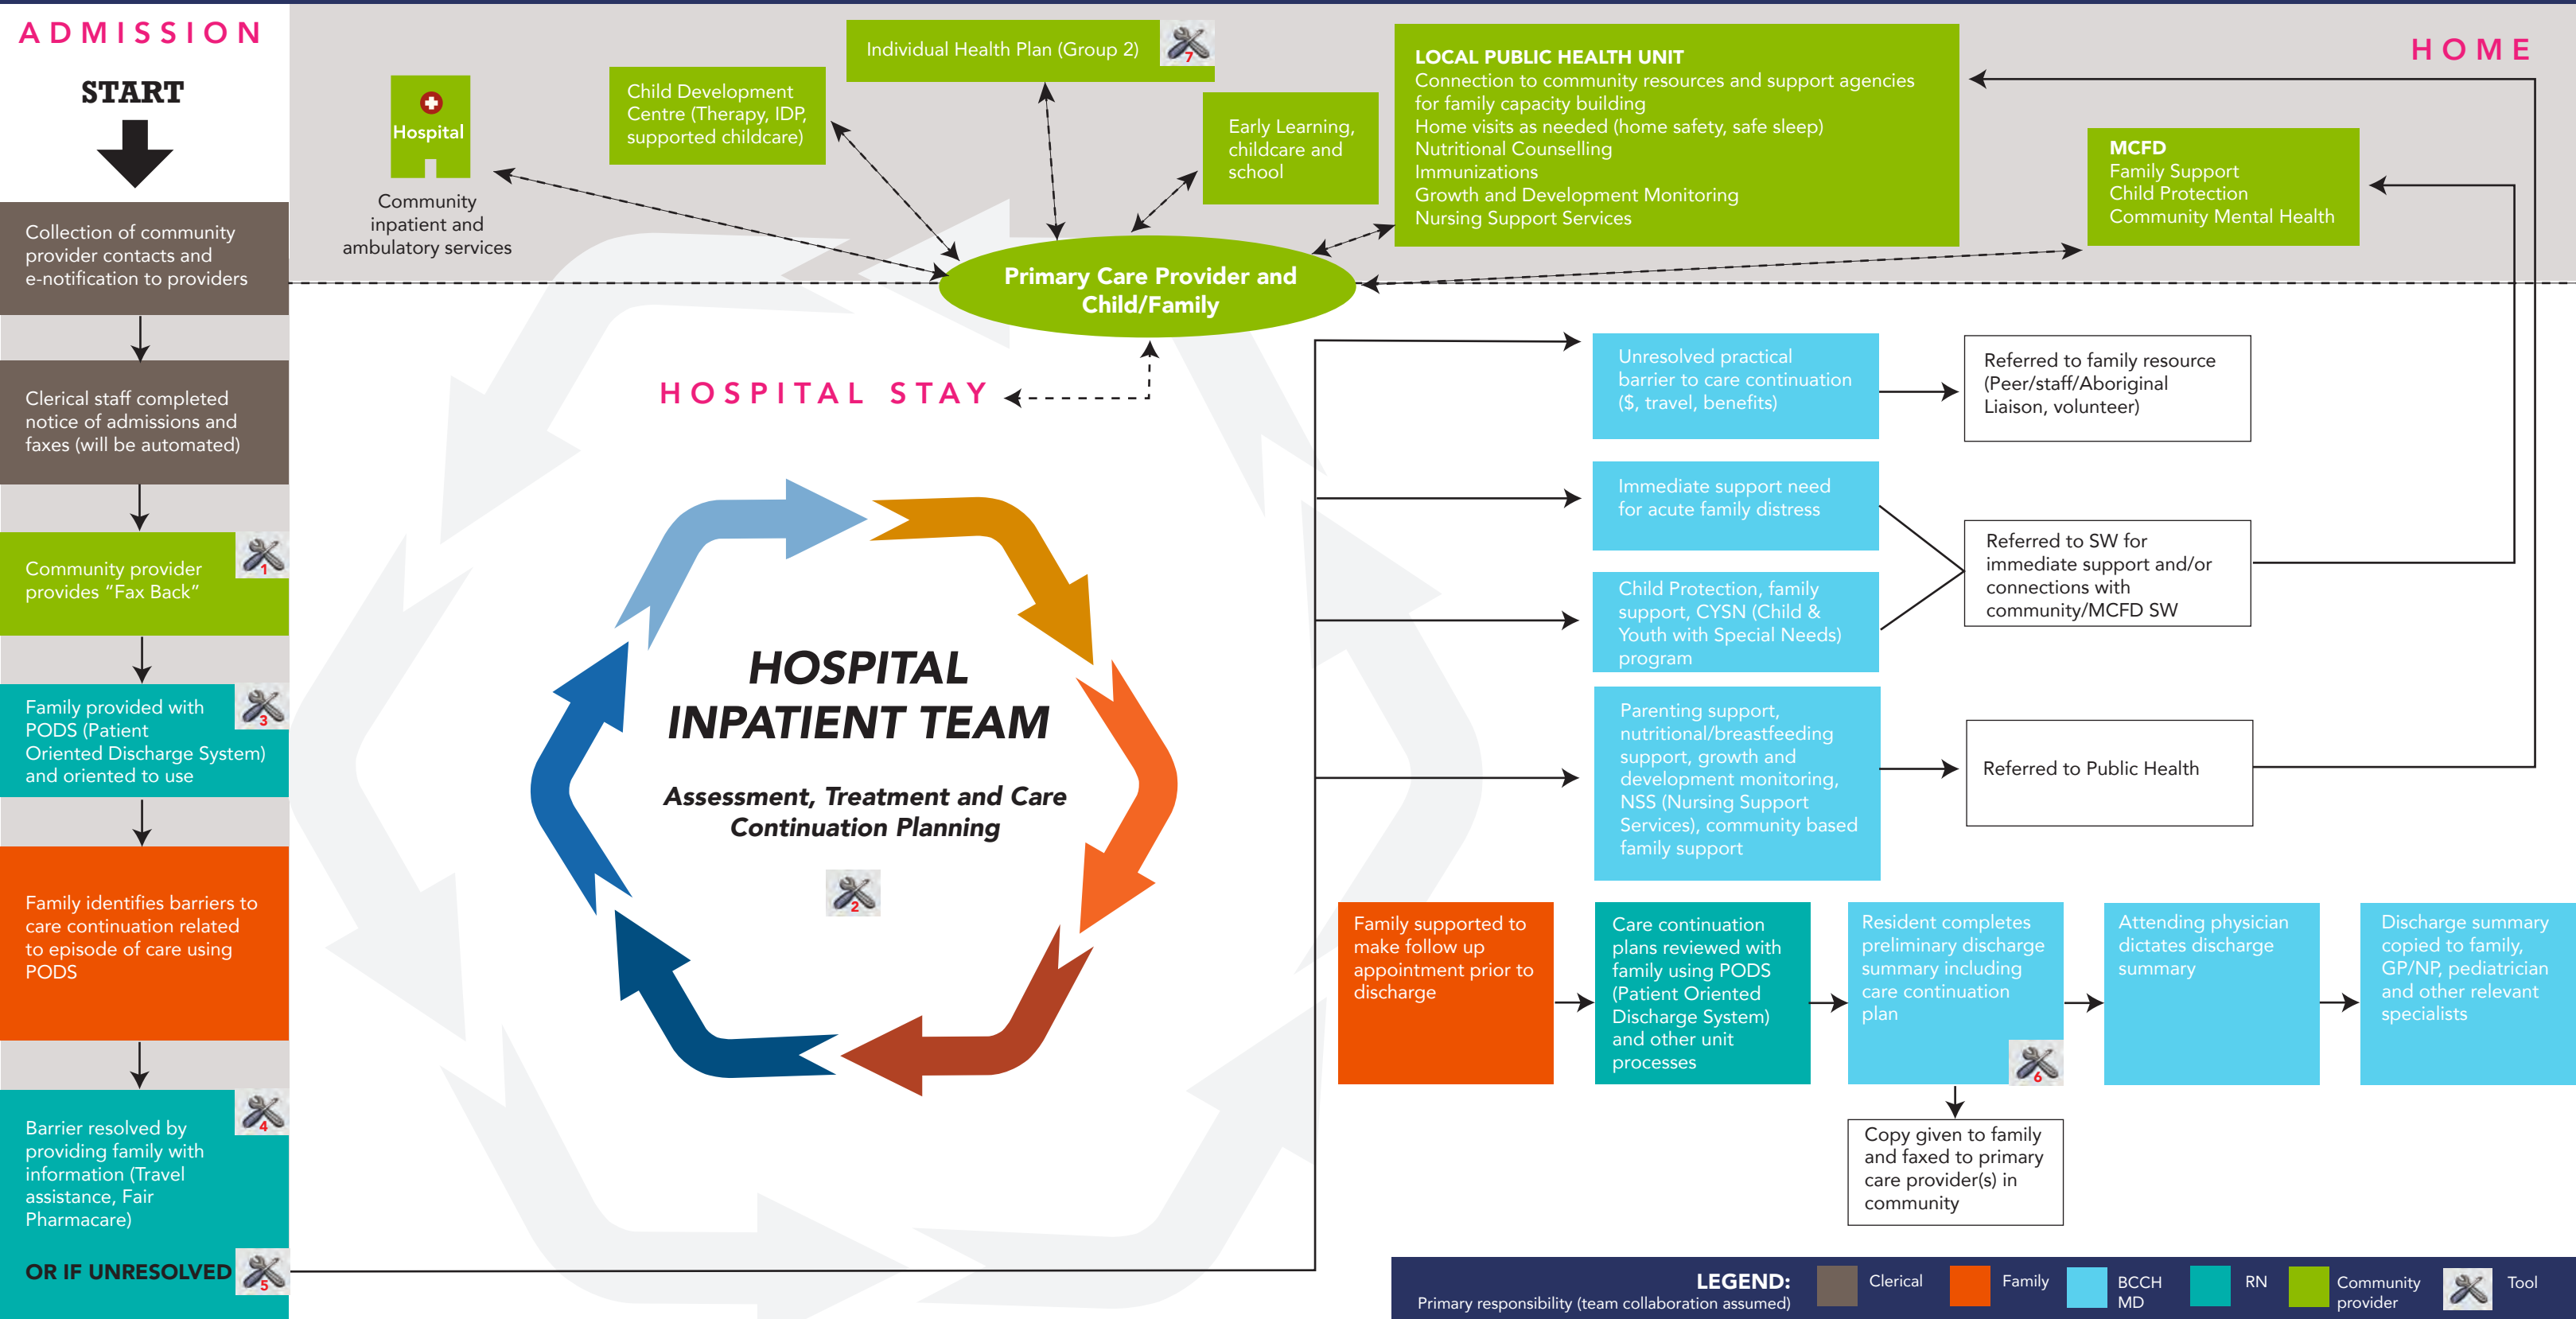 ADMISSION
START
Collection of community
provider contacts and
e-notification to providers
Clerical staff completed
notice of admissions and
faxes (will be automated)
Community provider
provides “Fax Back”
1
Family provided with
PODS (Patient
Oriented Discharge System)
and oriented to use
3
Family identifies barriers to
care continuation related
to episode of care using
PODS
Barrier resolved by
providing family with
information (Travel
assistance, Fair
Pharmacare)
4
OR IF UNRESOLVED
5
Hospital
Community
inpatient and
ambulatory services
Child Development
Centre (Therapy, IDP,
supported childcare)
Individual Health Plan (Group 2)
7
Early Learning,
childcare and
school
LOCAL PUBLIC HEALTH UNIT
Connection to community resources and support agencies
for family capacity building
Home visits as needed (home safety, safe sleep)
Nutritional Counselling
Immunizations
Growth and Development Monitoring
Nursing Support Services
HOME
MCFD
Family Support
Child Protection
Community Mental Health
Primary Care Provider and
Child/Family
HOSPITAL STAY
HOSPITAL
INPATIENT TEAM
Assessment, Treatment and Care
Continuation Planning
2
Unresolved practical
barrier to care continuation
($, travel, benefits)
Referred to family resource
(Peer/staff/Aboriginal
Liaison, volunteer)
Immediate support need
for acute family distress
Child Protection, family
support, CYSN (Child &
Youth with Special Needs)
program
Referred to SW for
immediate support and/or
connections with
community/MCFD SW
Parenting support,
nutritional/breastfeeding
support, growth and
development monitoring,
NSS (Nursing Support
Services), community based
family support
Referred to Public Health
Family supported to
make follow up
appointment prior to
discharge
Care continuation
plans reviewed with
family using PODS
(Patient Oriented
Discharge System)
and other unit
processes
Resident completes
preliminary discharge
summary including
care continuation
plan
6
Attending physician
dictates discharge
summary
Discharge summary
copied to family,
GP/NP, pediatrician
and other relevant
specialists
Copy given to family
and faxed to primary
care provider(s) in
community
LEGEND:
Primary responsibility (team collaboration assumed)
Clerical
Family
BCCH
MD
RN
Community
provider
Tool